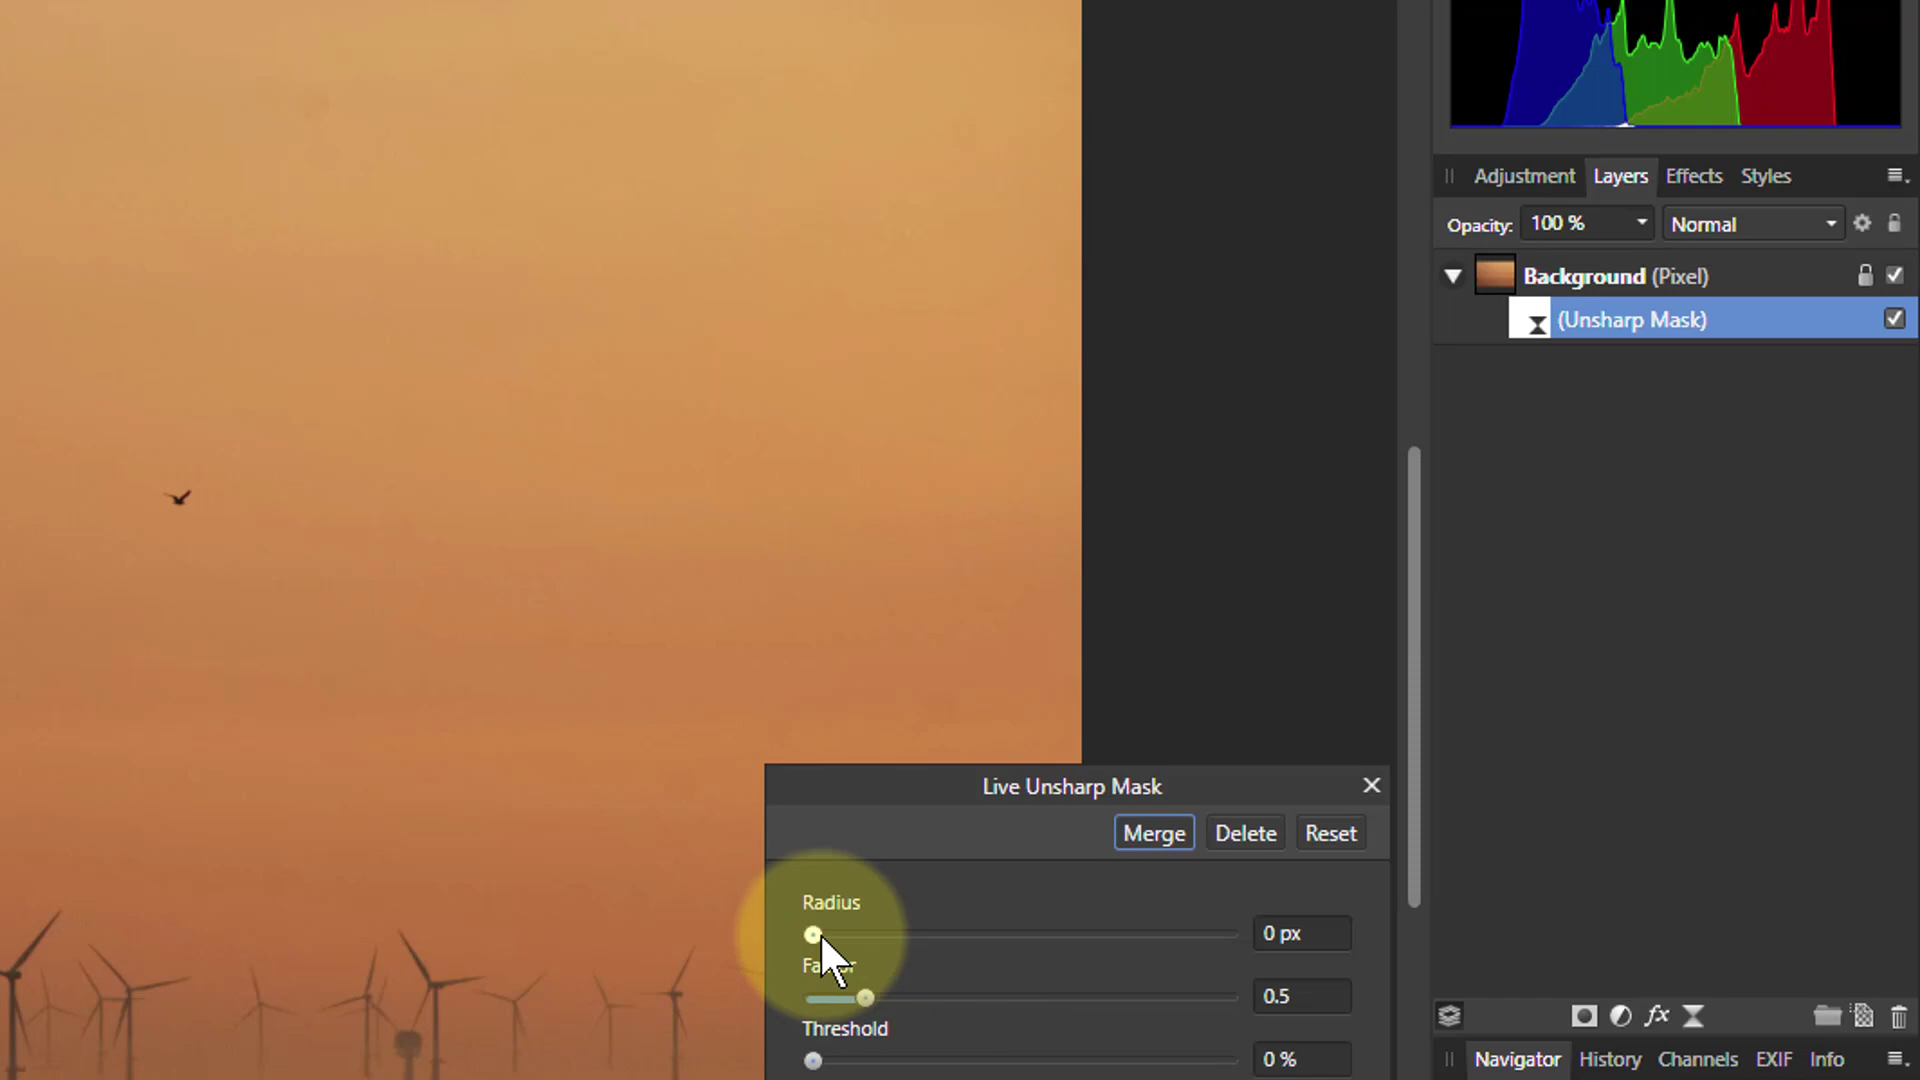 Adjustment Layers Effects Styles
Opacity: 100 % Normal
Background (Pixel)
(Unsharp Mask)
Live Unsharp Mask
Merge Delete Reset
Radius
0 px
0.5
Threshold
0 %
fx
Navigator History Channels EXIF Info